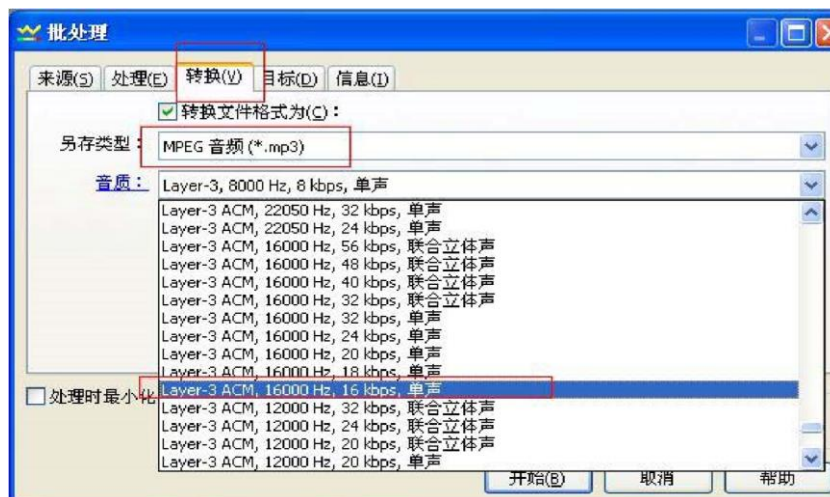 批处理
来源(S) 处理(E) 转换(V) 目标(D) 信息(I)
转换文件格式为(C)：
另存类型： MPEG 音频 (*.mp3)
音质： Layer-3, 8000 Hz, 8 kbps, 单声
Layer-3 ACM, 22050 Hz, 32 kbps, 单声
Layer-3 ACM, 22050 Hz, 24 kbps, 单声
Layer-3 ACM, 16000 Hz, 56 kbps, 联合立体声
Layer-3 ACM, 16000 Hz, 48 kbps, 联合立体声
Layer-3 ACM, 16000 Hz, 40 kbps, 联合立体声
Layer-3 ACM, 16000 Hz, 32 kbps, 联合立体声
Layer-3 ACM, 16000 Hz, 32 kbps, 单声
Layer-3 ACM, 16000 Hz, 24 kbps, 单声
Layer-3 ACM, 16000 Hz, 20 kbps, 单声
Layer-3 ACM, 16000 Hz, 18 kbps, 单声
Layer-3 ACM, 16000 Hz, 16 kbps, 单声
处理时最小化
Layer-3 ACM, 12000 Hz, 32 kbps, 联合立体声
Layer-3 ACM, 12000 Hz, 24 kbps, 联合立体声
Layer-3 ACM, 12000 Hz, 20 kbps, 联合立体声
Layer-3 ACM, 12000 Hz, 20 kbps, 单声
开始(B) 取消 帮助